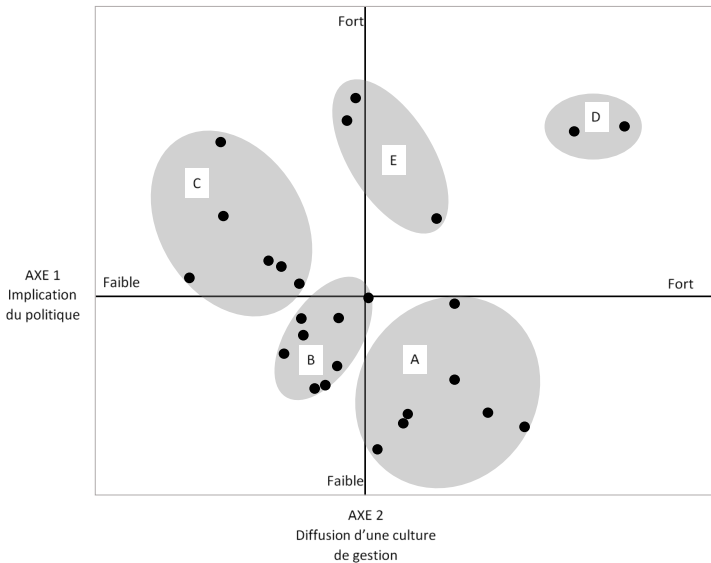 Fort
D
E
C
AXE 1
Implication
du politique
Faible
Fort
B
A
Faible
AXE 2
Diffusion d’une culture
de gestion